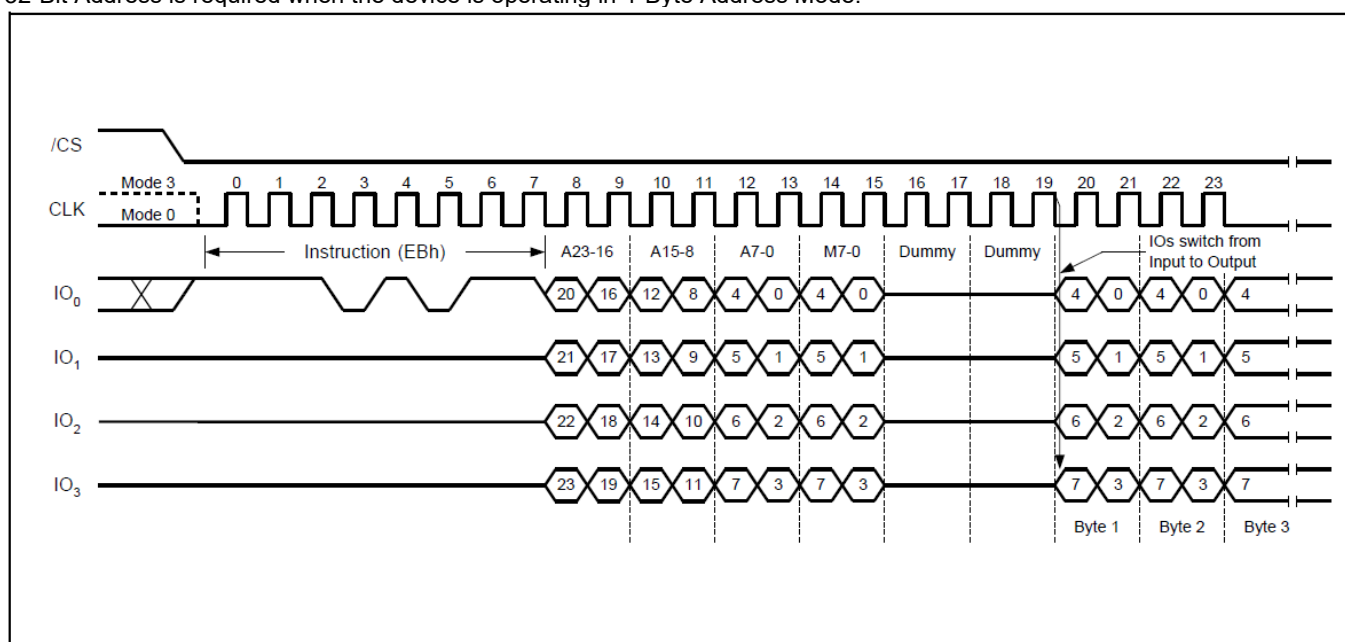 32-Bit Address is required when the device is operating in 4-Byte Address Mode.
/CS
Mode 3 0 1 2 3 4 5 6 7 8 9 10 11 12 13 14 15 16 17 18 19 20 21 22 23
CLK
Mode 0
Instruction (EBh) A23-16 A15-8 A7-0 M7-0 Dummy Dummy IOs switch from
Input to Output
IO0 20 16 12 8 4 0 4 0 4 0 4 0 4
IO1 21 17 13 9 5 1 5 1 5 1 5 1 5
IO2 22 18 14 10 6 2 6 2 6 2 6 2 6
IO3 23 19 15 11 7 3 7 3 7 3 7 3 7
Byte 1 Byte 2 Byte 3